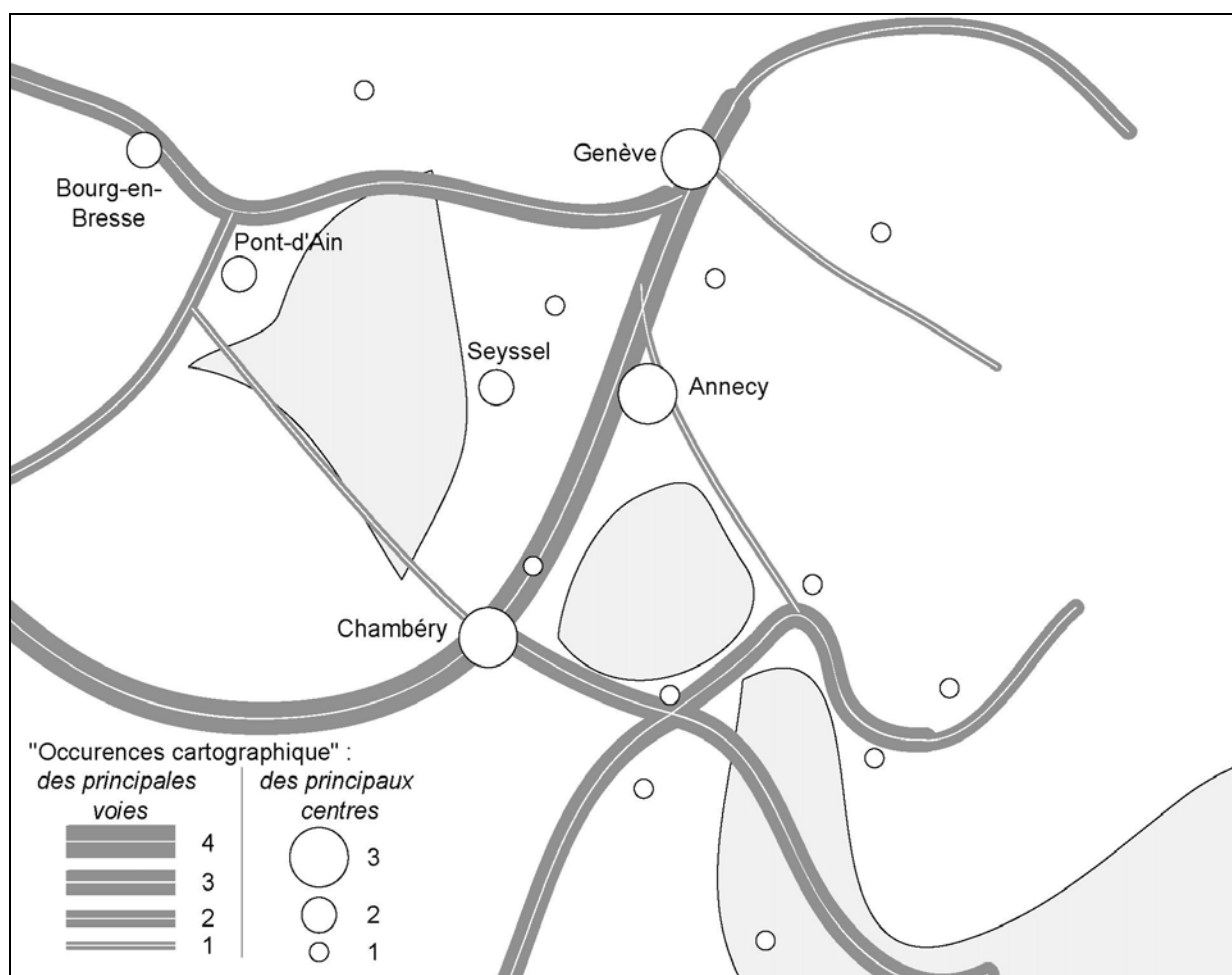 Genève
Bourg-en-
Bresse
Pont-d'Ain
Seyssel
Annecy
Chambéry
"Occurences cartographique" :
des principales
voies
des principaux
centres
4
3
2
1
3
2
1